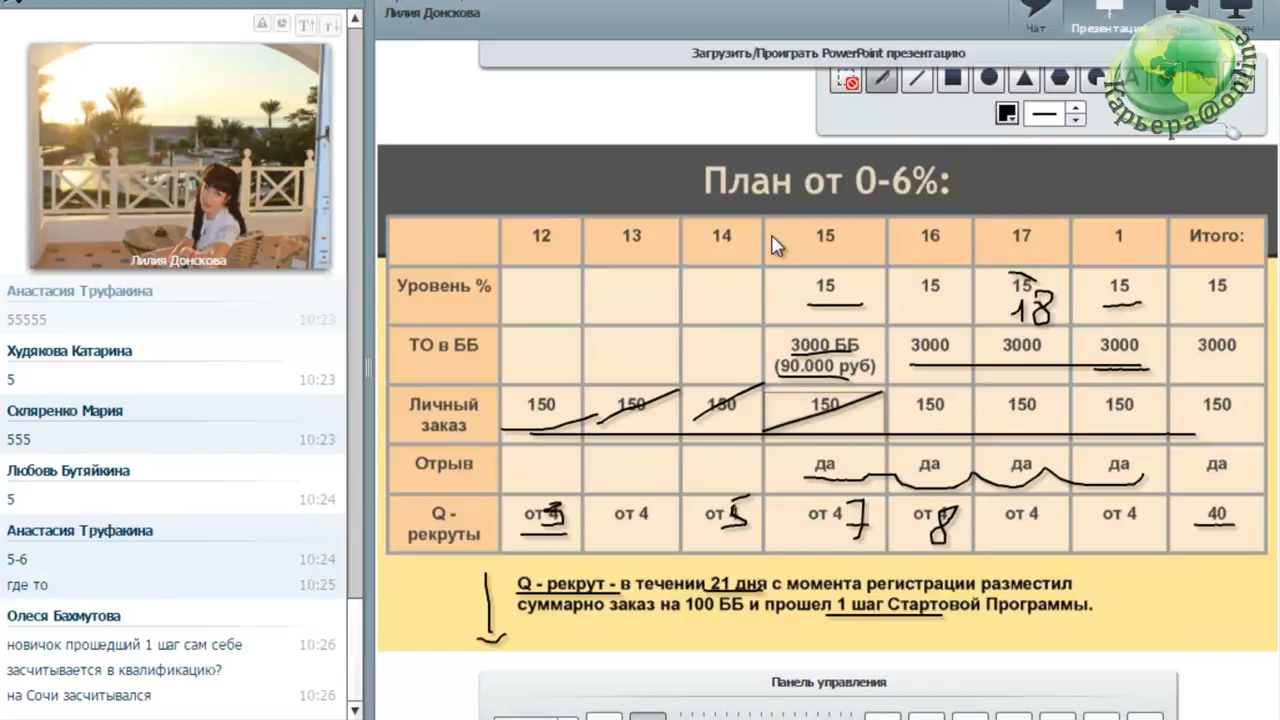 Лилия Донскова
Чат
Презентаци
Загрузить/Проиграть PowerPoint презентацию
Карьера@online
Лилия Донскова
Анастасия Труфакина
55555 10:23
Худякова Катарина
5 10:23
Скляренко Мария
555 10:23
Любовь Бутяйкина
5 10:24
Анастасия Труфакина
5-6 10:24
где то 10:25
Олеся Бахмутова
новичок прошедший 1 шаг сам себе 10:26
засчитывается в квалификацию?
на Сочи засчитывался 10:26
План от 0-6%:
12 13 14 15 16 17 1 Итого:
Уровень % 15 15 15 15 15
18
ТО в ББ 3000 ББ 3000 3000 3000 3000
(90.000 руб)
Личный 150 150 150 150 150 150 150 150
заказ
Отрыв да да да да да
Q - от 4 от 4 от 4 от 4 от 4 от 4 40
3 5 7 8
рекруты
Q - рекрут - в течении 21 дня с момента регистрации разместил
суммарно заказ на 100 ББ и прошел 1 шаг Стартовой Программы.
Панель управления